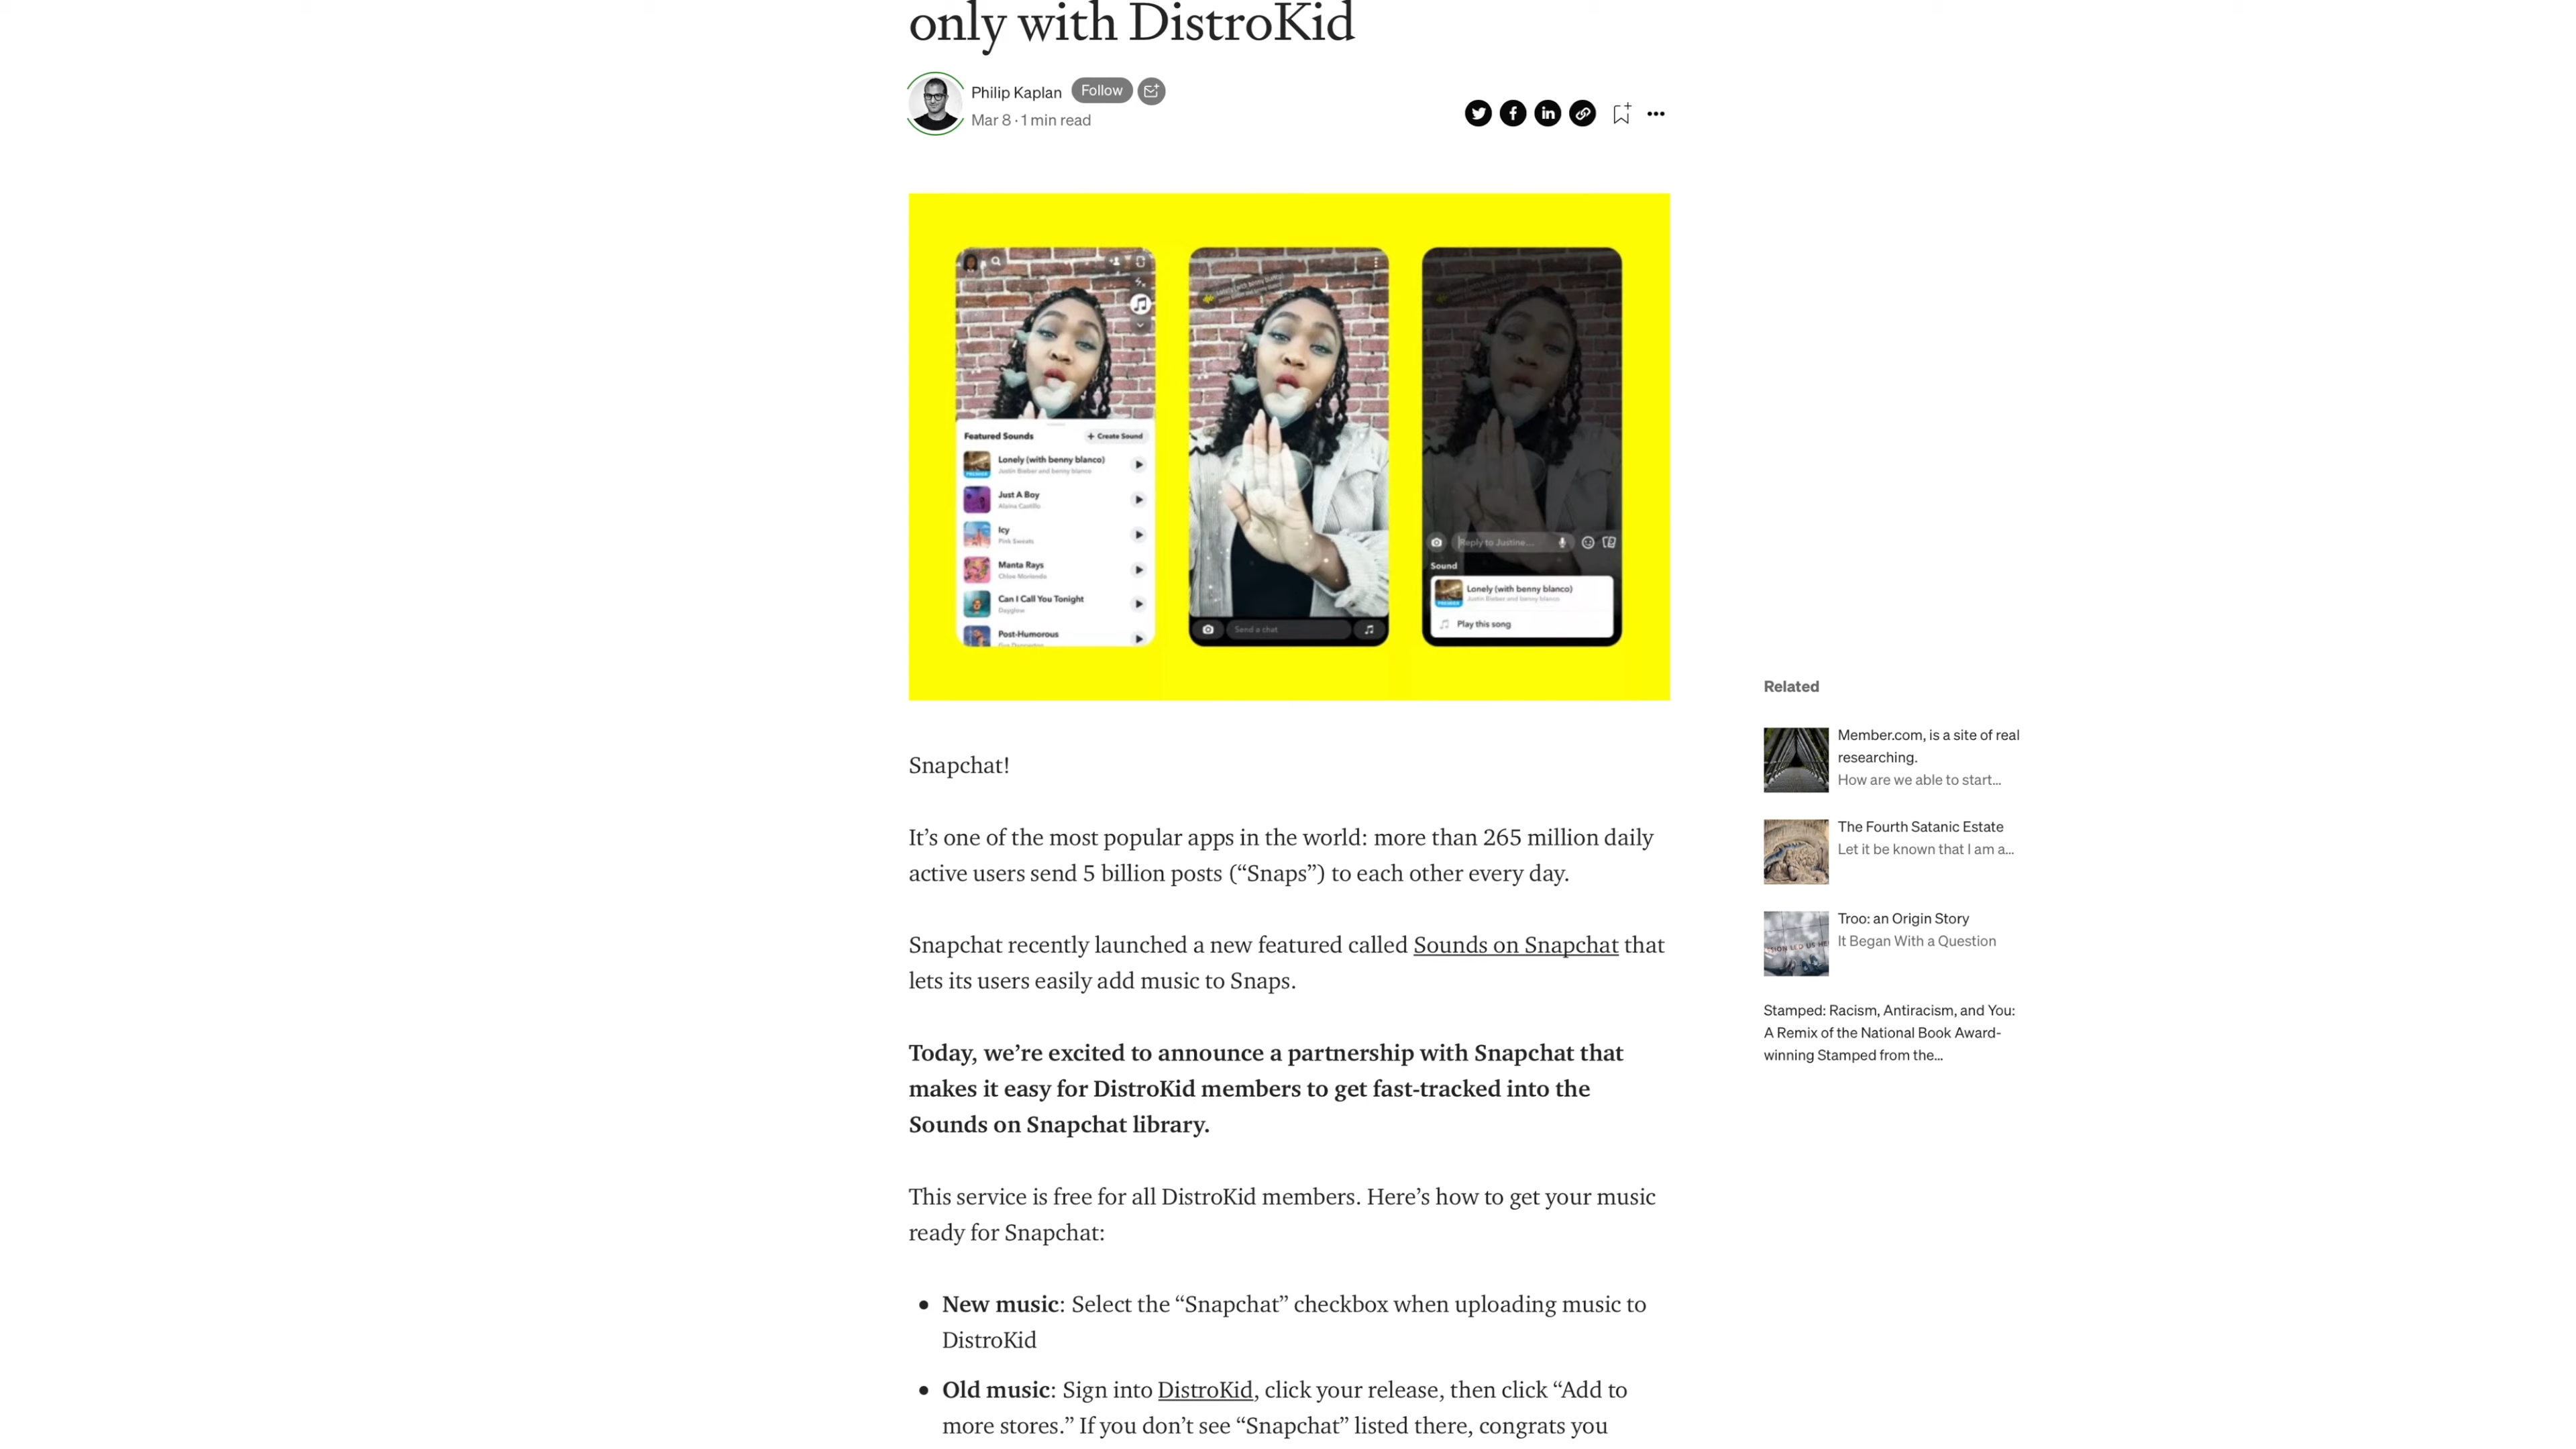 only with DistroKid
Philip Kaplan
Follow
Mar 8 · 1 min read
Featured Sounds
+ Create Sound
Lonely (with benny blanco)
Justin Bieber and benny blanco
Just A Boy
Alaina Castillo
Icy
Pink Sweats
Manta Rays
Chloe Moriondo
Can I Call You Tonight
Dayglow
Post-Humorous
Send a chat
Reply to Justine...
Sound
Lonely (with benny blanco)
Justin Bieber and benny blanco
Play this song
Snapchat!
It’s one of the most popular apps in the world: more than 265 million daily
active users send 5 billion posts (“Snaps”) to each other every day.
Snapchat recently launched a new featured called Sounds on Snapchat that
lets its users easily add music to Snaps.
Today, we’re excited to announce a partnership with Snapchat that
makes it easy for DistroKid members to get fast-tracked into the
Sounds on Snapchat library.
This service is free for all DistroKid members. Here’s how to get your music
ready for Snapchat:
• New music: Select the “Snapchat” checkbox when uploading music to
DistroKid
• Old music: Sign into DistroKid, click your release, then click “Add to
more stores.” If you don’t see “Snapchat” listed there, congrats you
Related
Member.com, is a site of real
researching.
How are we able to start...
The Fourth Satanic Estate
Let it be known that I am a...
Troo: an Origin Story
It Began With a Question
Stamped: Racism, Antiracism, and You:
A Remix of the National Book Award-
winning Stamped from the...